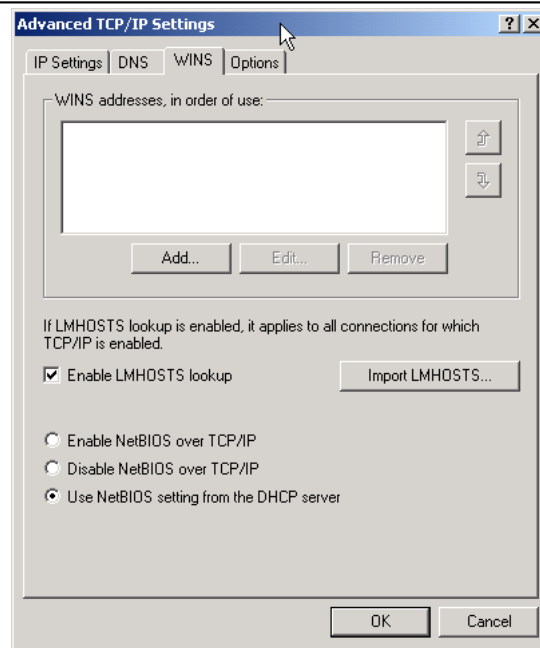 Advanced TCP/IP Settings
IP Settings DNS WINS Options
WINS addresses, in order of use:
Add... Edit... Remove
If LMHOSTS lookup is enabled, it applies to all connections for which
TCP/IP is enabled.
Enable LMHOSTS lookup Import LMHOSTS...
Enable NetBIOS over TCP/IP
Disable NetBIOS over TCP/IP
Use NetBIOS setting from the DHCP server
OK Cancel